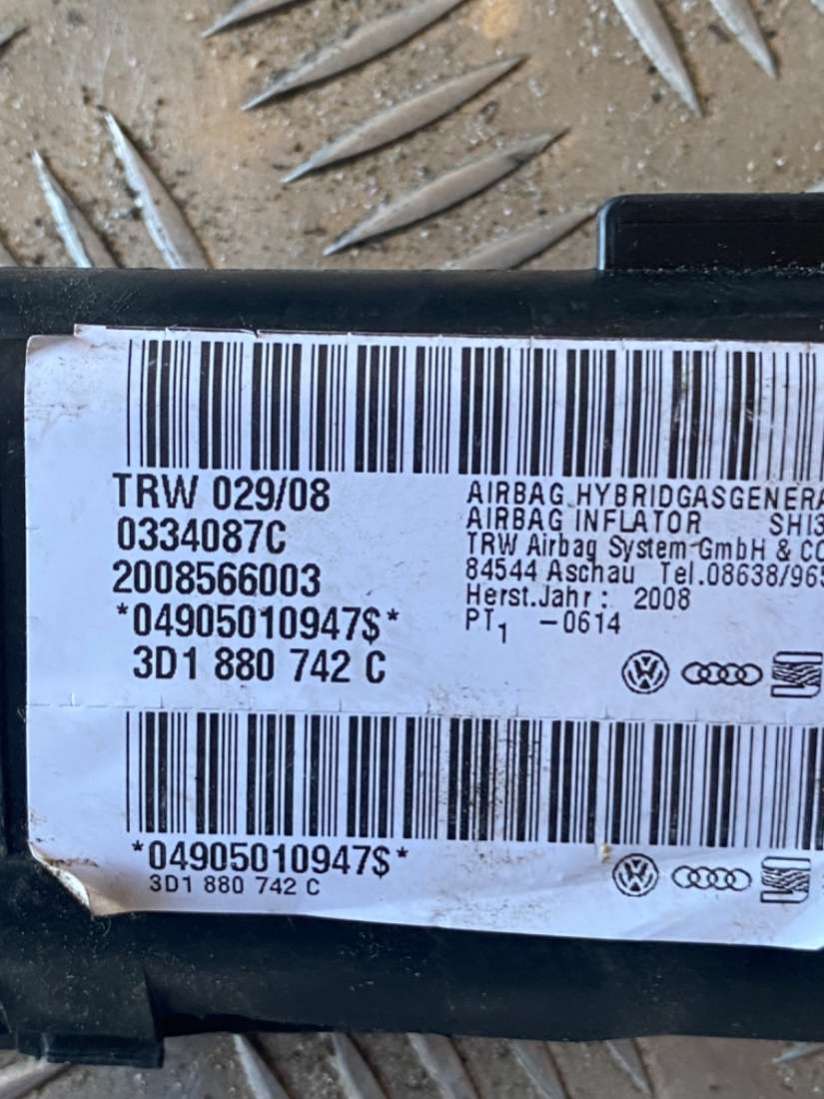 TRW 029/08
0334087C
2008566003
*04905010947$*
3D1 880 742 C
AIRBAG HYBRIDGASGENERA
AIRBAG INFLATOR SHI3
TRW Airbag System GmbH & CO
84544 Aschau Tel.08638/965
Herst.Jahr: 2008
PT1 -0614
*04905010947$*
3D1 880 742 C